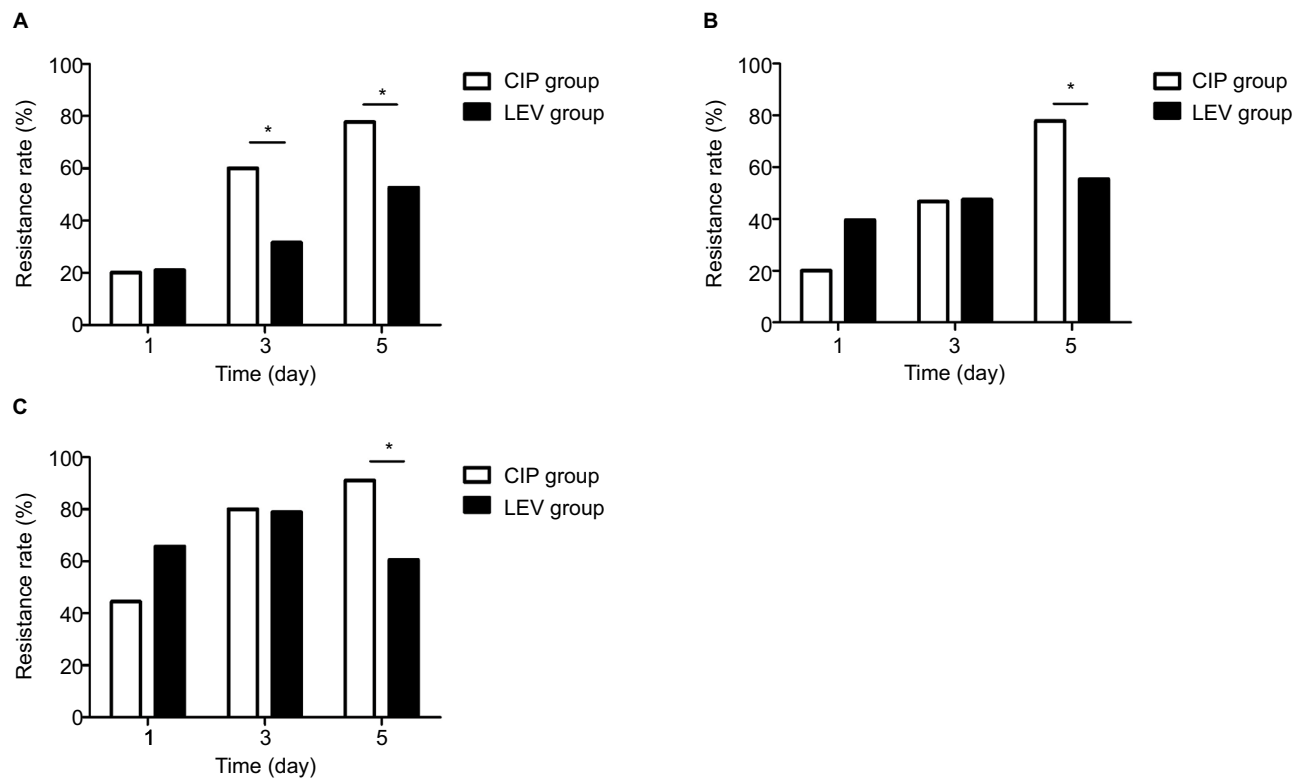 A
Resistance rate (%)
100
80
60
40
20
0
*
*
CIP group
LEV group
1 3 5
Time (day)
B
Resistance rate (%)
100
80
60
40
20
0
*
CIP group
LEV group
1 3 5
Time (day)
C
Resistance rate (%)
100
80
60
40
20
0
*
CIP group
LEV group
1 3 5
Time (day)